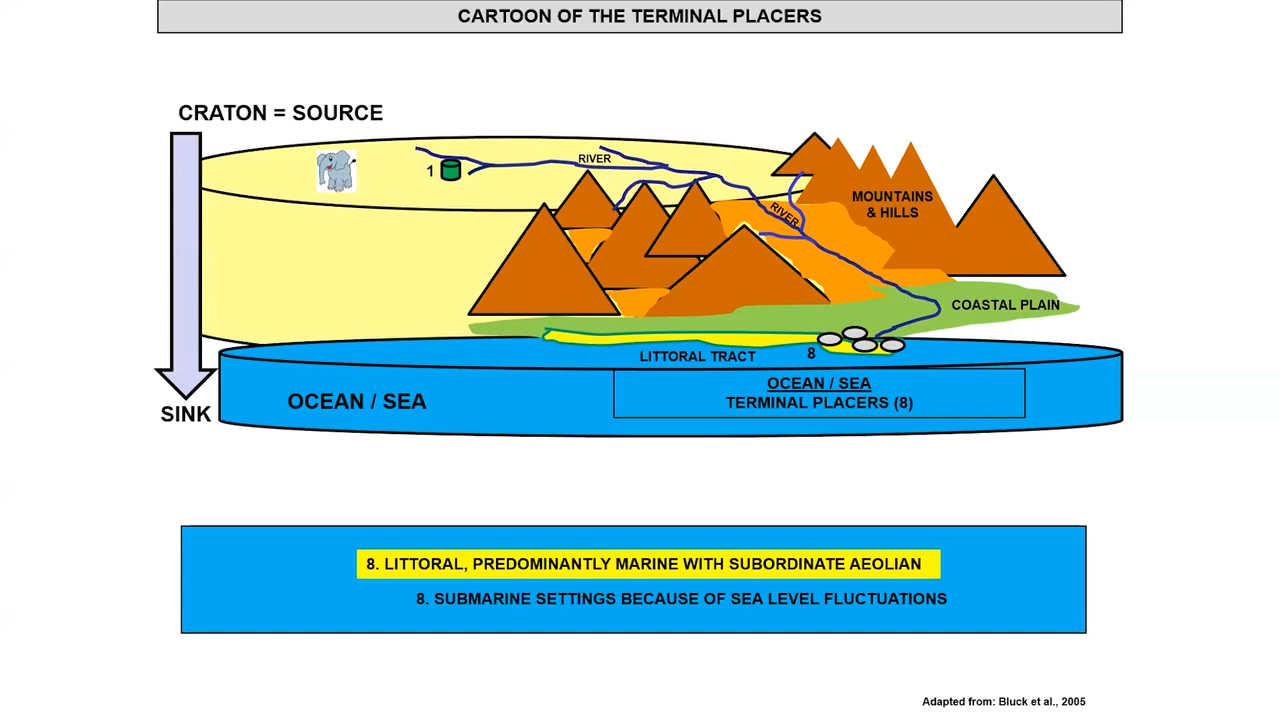 CARTOON OF THE TERMINAL PLACERS
CRATON = SOURCE
1
RIVER
RIVER
MOUNTAINS
& HILLS
COASTAL PLAIN
LITTORAL TRACT
8
OCEAN / SEA
OCEAN / SEA
TERMINAL PLACERS (8)
SINK
8. LITTORAL, PREDOMINANTLY MARINE WITH SUBORDINATE AEOLIAN
8. SUBMARINE SETTINGS BECAUSE OF SEA LEVEL FLUCTUATIONS
Adapted from: Bluck et al., 2005